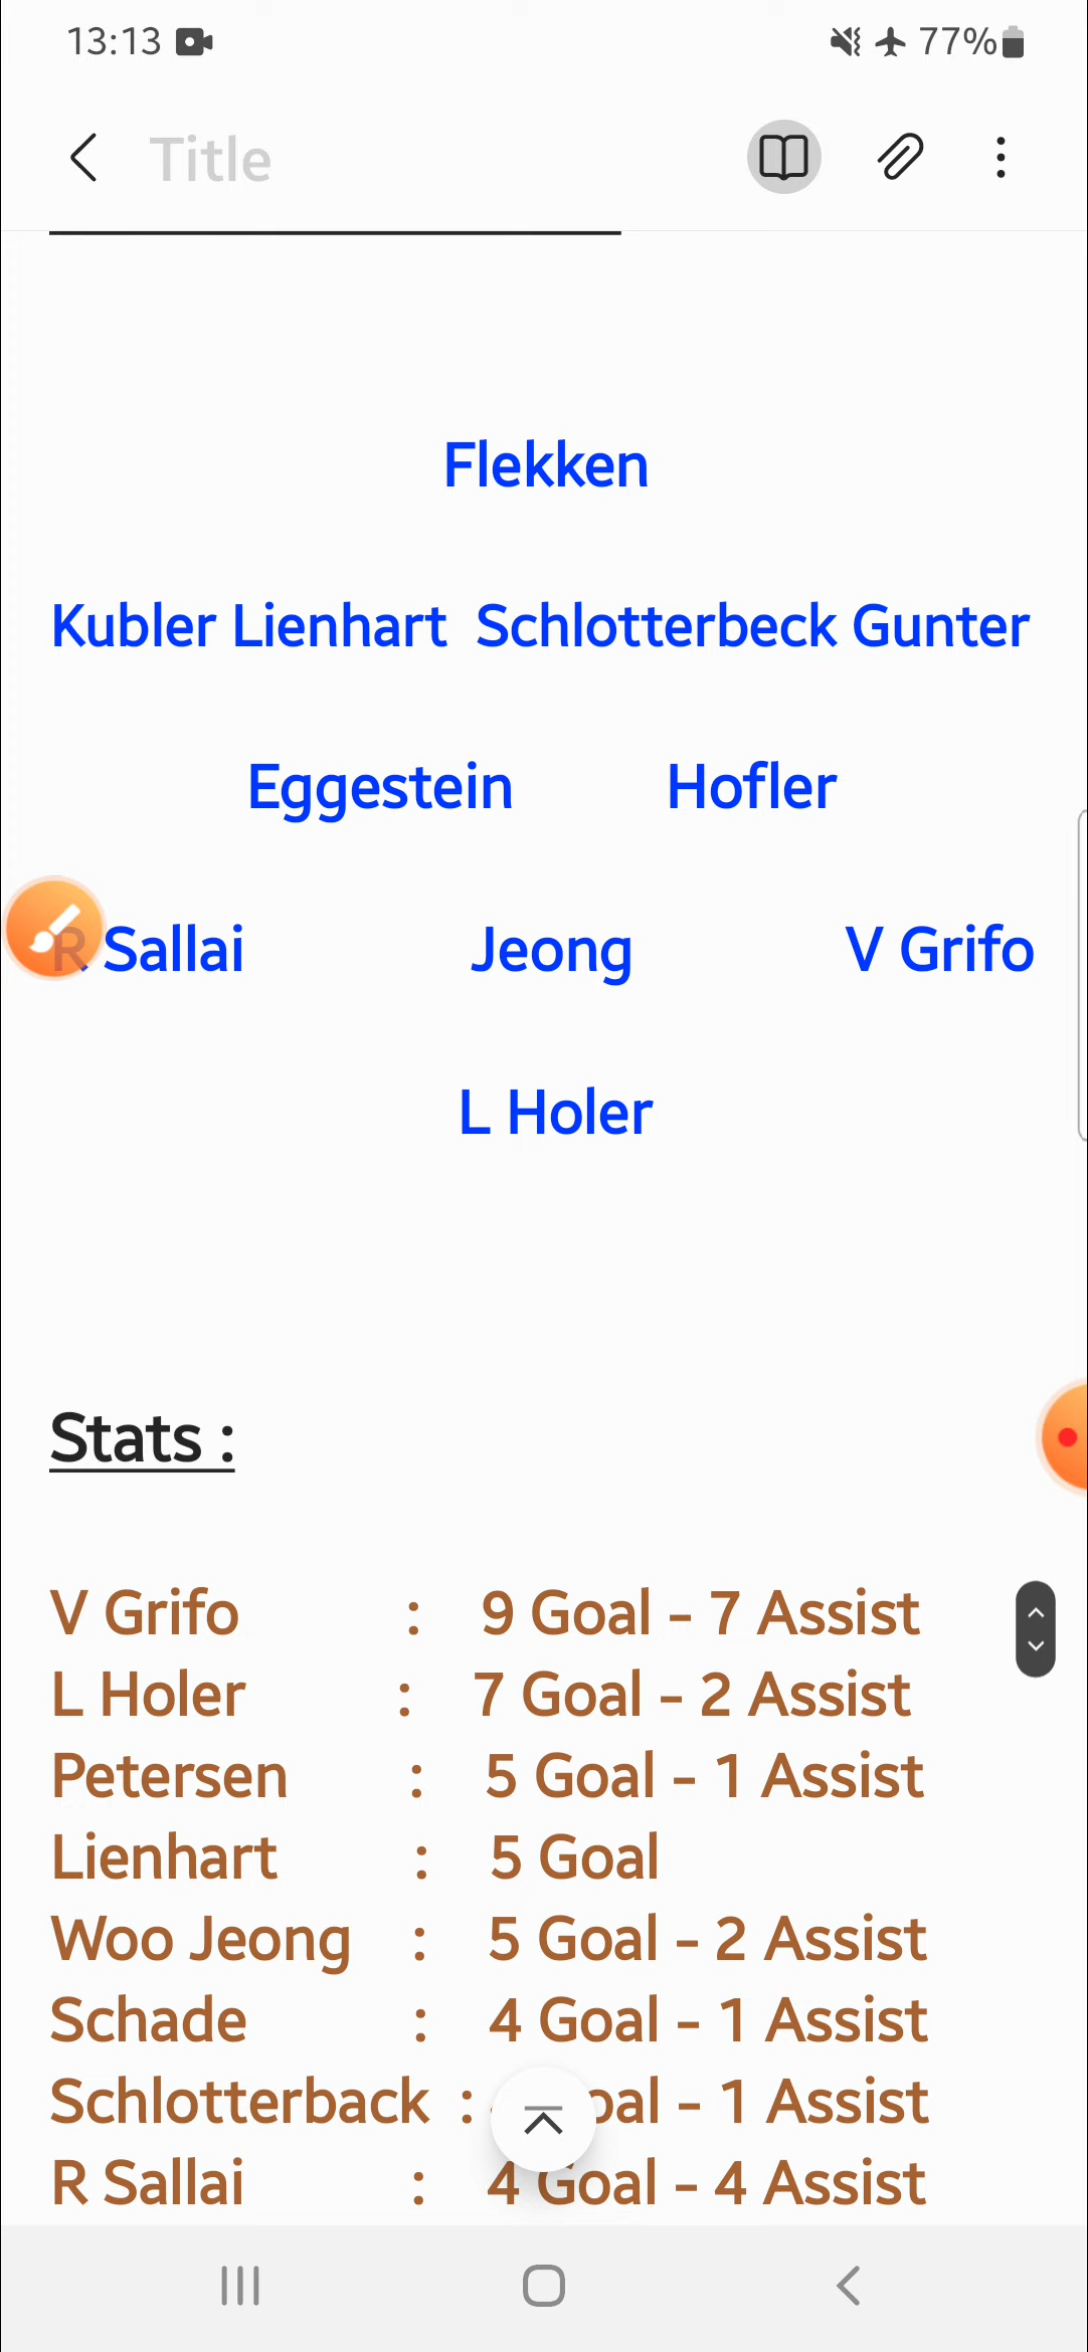 13:13 77%
Title
Flekken
Kubler Lienhart Schlotterbeck Gunter
Eggestein Hofler
R Sallai Jeong V Grifo
L Holer
Stats :
V Grifo : 9 Goal - 7 Assist
L Holer : 7 Goal - 2 Assist
Petersen : 5 Goal - 1 Assist
Lienhart : 5 Goal
Woo Jeong : 5 Goal - 2 Assist
Schade : 4 Goal - 1 Assist
Schlotterback : - 1 Assist
R Sallai : 4 Goal - 4 Assist